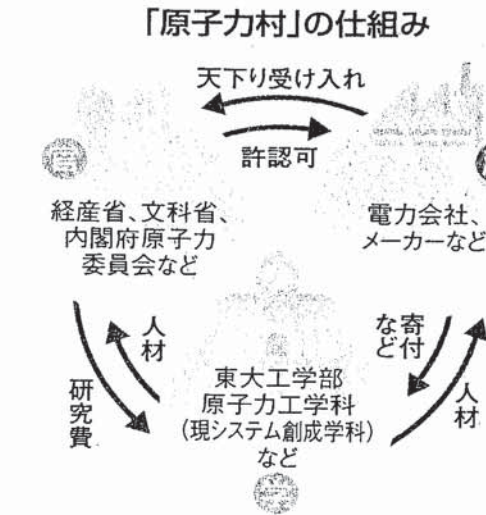 「原子力村」の仕組み
天下り受け入れ
許認可
経産省、文科省、
内閣府原子力
委員会など
電力会社、
メーカーなど
人材
研究費
寄付
など
人材
東大工学部
原子力工学科
(現システム創成学科)
など